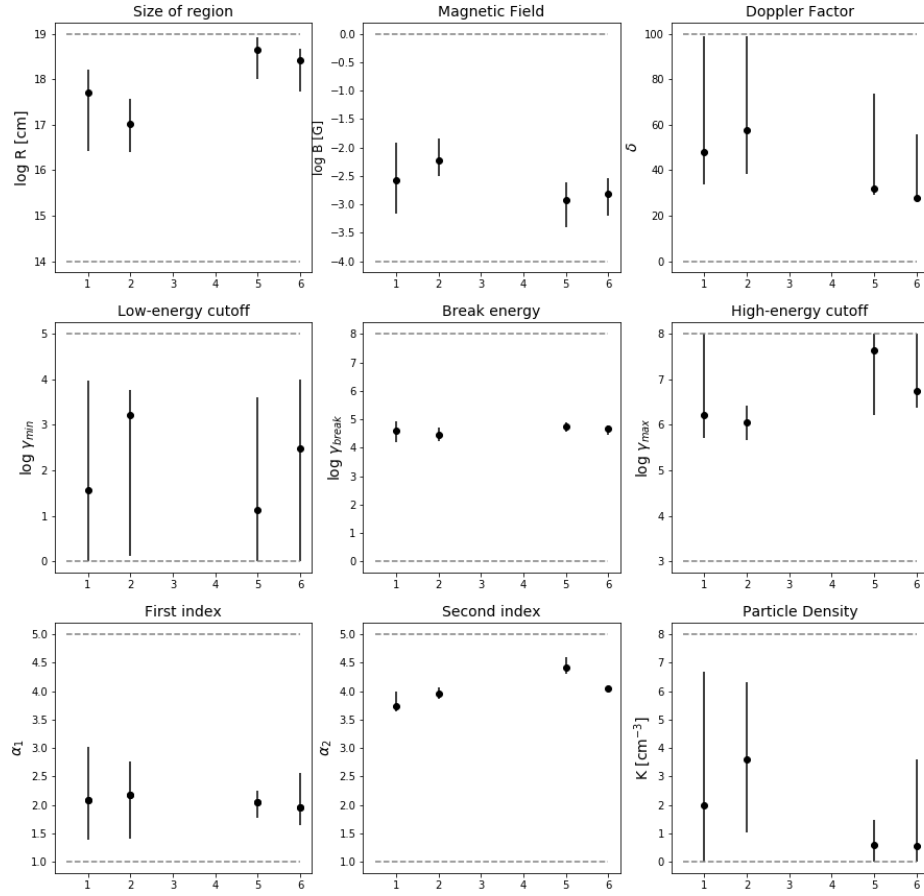 Size of region
19
18
17
16
15
14
log R [cm]
1 2 3 4 5 6
Magnetic Field
0.0
−0.5
−1.0
−1.5
−2.0
−2.5
−3.0
−3.5
−4.0
log B [G]
1 2 3 4 5 6
Doppler Factor
100
80
60
40
20
0
δ
1 2 3 4 5 6
Low-energy cutoff
5
4
3
2
1
0
log γmin
1 2 3 4 5 6
Break energy
8
7
6
5
4
3
2
1
0
log γbreak
1 2 3 4 5 6
High-energy cutoff
8
7
6
5
4
3
log γmax
1 2 3 4 5 6
First index
5.0
4.5
4.0
3.5
3.0
2.5
2.0
1.5
1.0
α1
1 2 3 4 5 6
Second index
5.0
4.5
4.0
3.5
3.0
2.5
2.0
1.5
1.0
α2
1 2 3 4 5 6
Particle Density
8
7
6
5
4
3
2
1
0
K [cm−3]
1 2 3 4 5 6